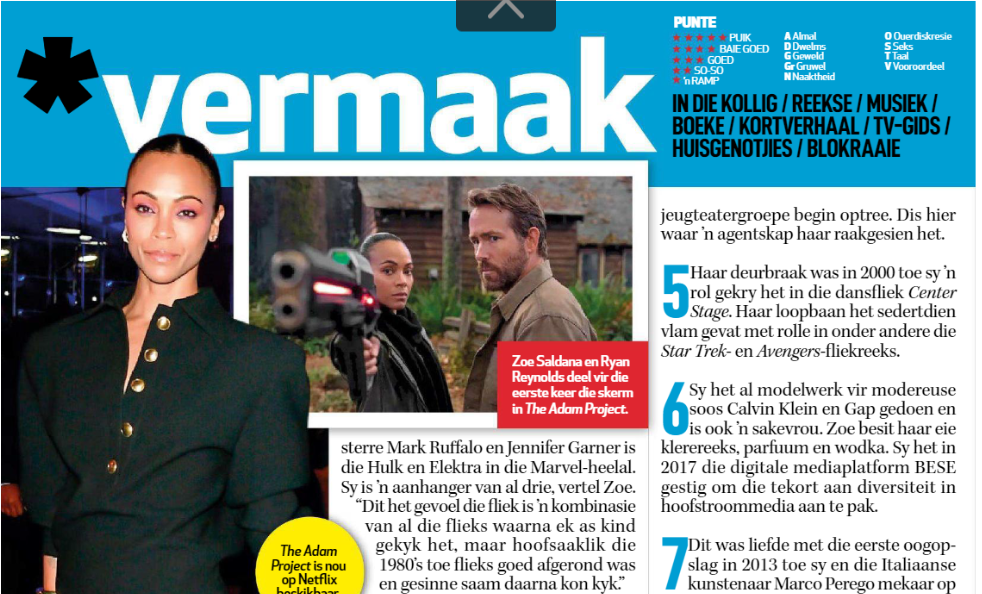 *vermaak
PUNTE
★★★★★ PUIK
★★★★ BAIE GOED
★★★ GOED
★★ SO-SO
★ 'n RAMP
A Almal
D Dwelms
G Geweld
Gr Gruwel
N Naaktheid
O Ouerdiskresie
S Seks
T Taal
V Vooroordeel
IN DIE KOLLIG / REEKSE / MUSIEK /
BOEKE / KORTVERHAAL / TV-GIDS /
HUISGENOTJIES / BLOKRAAIE
Zoe Saldana en Ryan
Reynolds deel vir die
eerste keer die skerm
in The Adam Project.
sterre Mark Ruffalo en Jennifer Garner is
die Hulk en Elektra in die Marvel-heelal.
Sy is 'n aanhanger van al drie, vertel Zoe.
"Dit het gevoel die fliek is 'n kombinasie
van al die flieks waarna ek as kind
gekyk het, maar hoofsaaklik die
1980's toe flieks goed afgerond was
en gesinne saam daarna kon kyk."
The Adam
Project is nou
op Netflix
beskikbaar.
jeugteatergroepe begin optree. Dis hier
waar 'n agentskap haar raakgesien het.
5 Haar deurbraak was in 2000 toe sy 'n
rol gekry het in die dansfliek Center
Stage. Haar loopbaan het sedertdien
vlam gevat met rolle in onder andere die
Star Trek- en Avengers-fliekreeks.
6 Sy het al modelwerk vir modereuse
soos Calvin Klein en Gap gedoen en
is ook 'n sakevrou. Zoe besit haar eie
klerereeks, parfuum en wodka. Sy het in
2017 die digitale mediaplatform BESE
gestig om die tekort aan diversiteit in
hoofstroommedia aan te pak.
7 Dit was liefde met die eerste oogop-
slag in 2013 toe sy en die Italiaanse
kunstenaar Marco Perego mekaar op